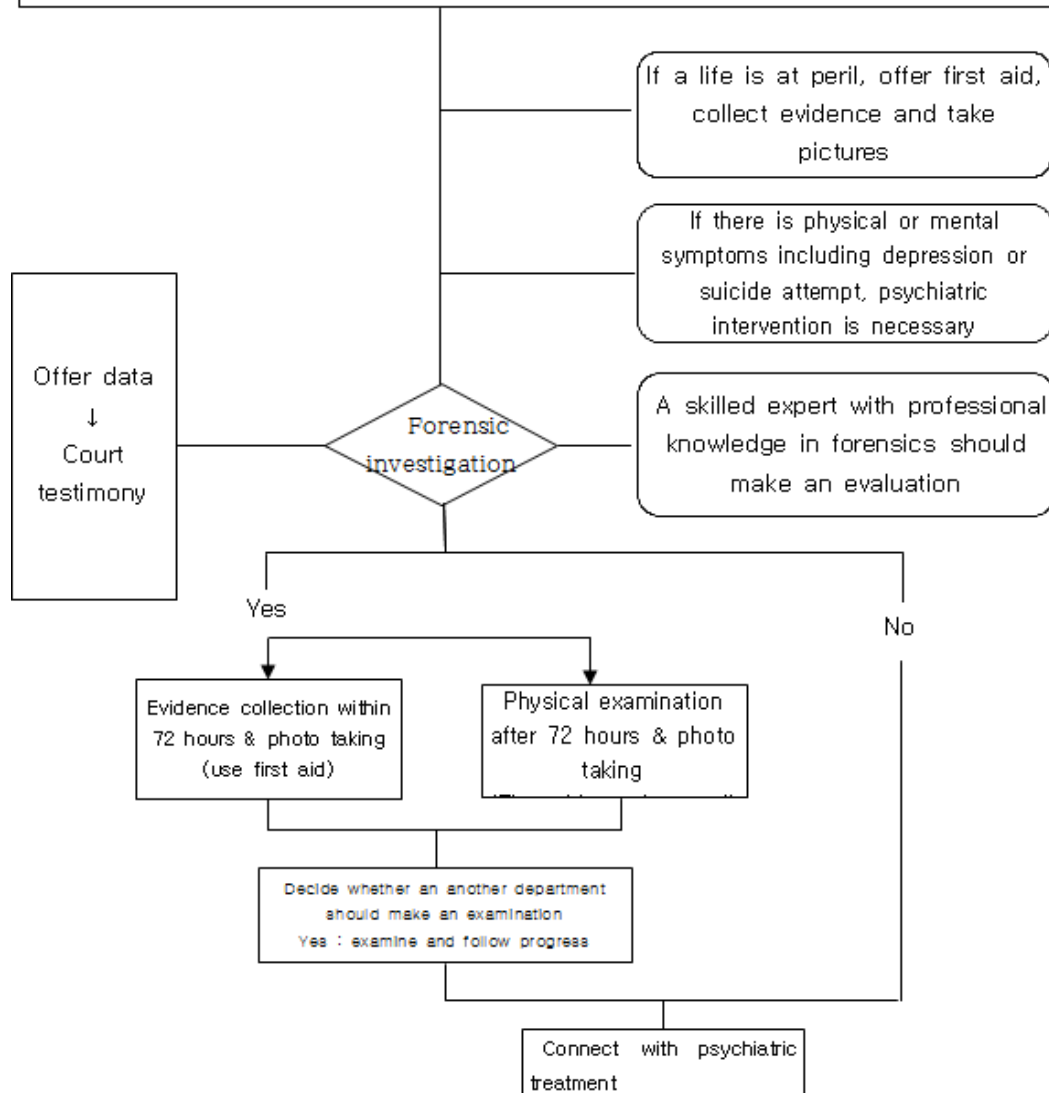 If a life is at peril, offer first aid,
collect evidence and take
pictures
If there is physical or mental
symptoms including depression or
suicide attempt, psychiatric
intervention is necessary
Offer data
↓
Court
testimony
Forensic
investigation
A skilled expert with professional
knowledge in forensics should
make an evaluation
Yes
No
Evidence collection within
72 hours & photo taking
(use first aid)
Physical examination
after 72 hours & photo
taking
Decide whether an another department
should make an examination
Yes : examine and follow progress
Connect with psychiatric
treatment